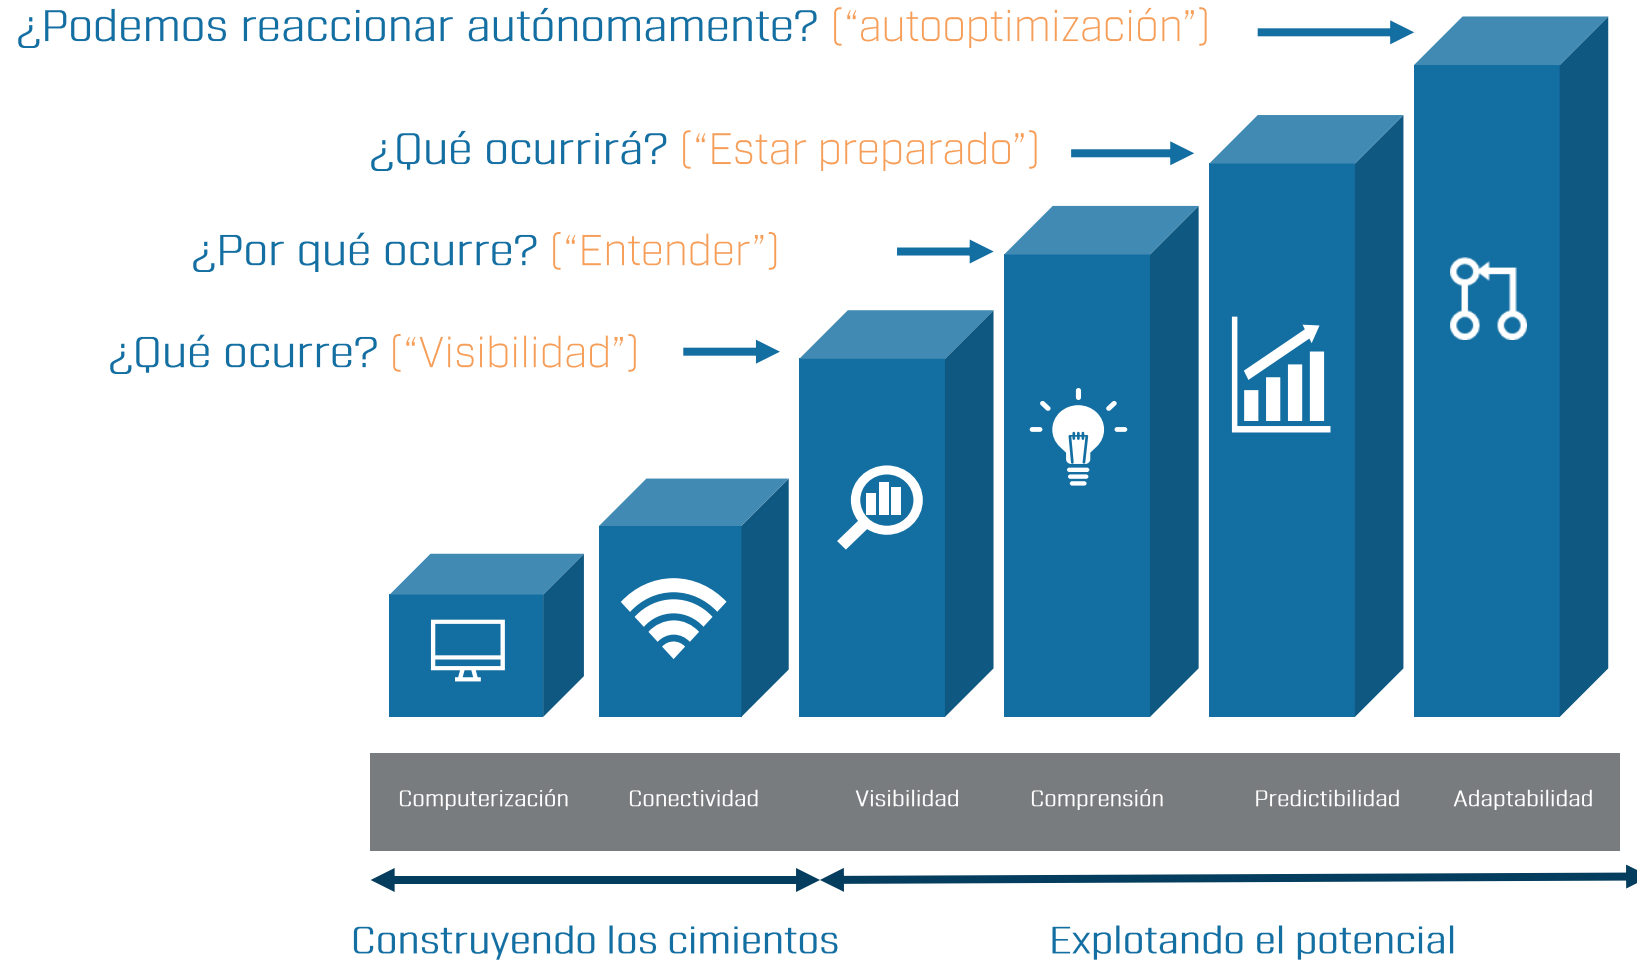 ¿Podemos reaccionar autónomamente? (“autooptimización”)
¿Qué ocurrirá? (“Estar preparado”)
¿Por qué ocurre? (“Entender”)
¿Qué ocurre? (“Visibilidad”)
Computerización Conectividad Visibilidad Comprensión Predictibilidad Adaptabilidad
Construyendo los cimientos Explotando el potencial